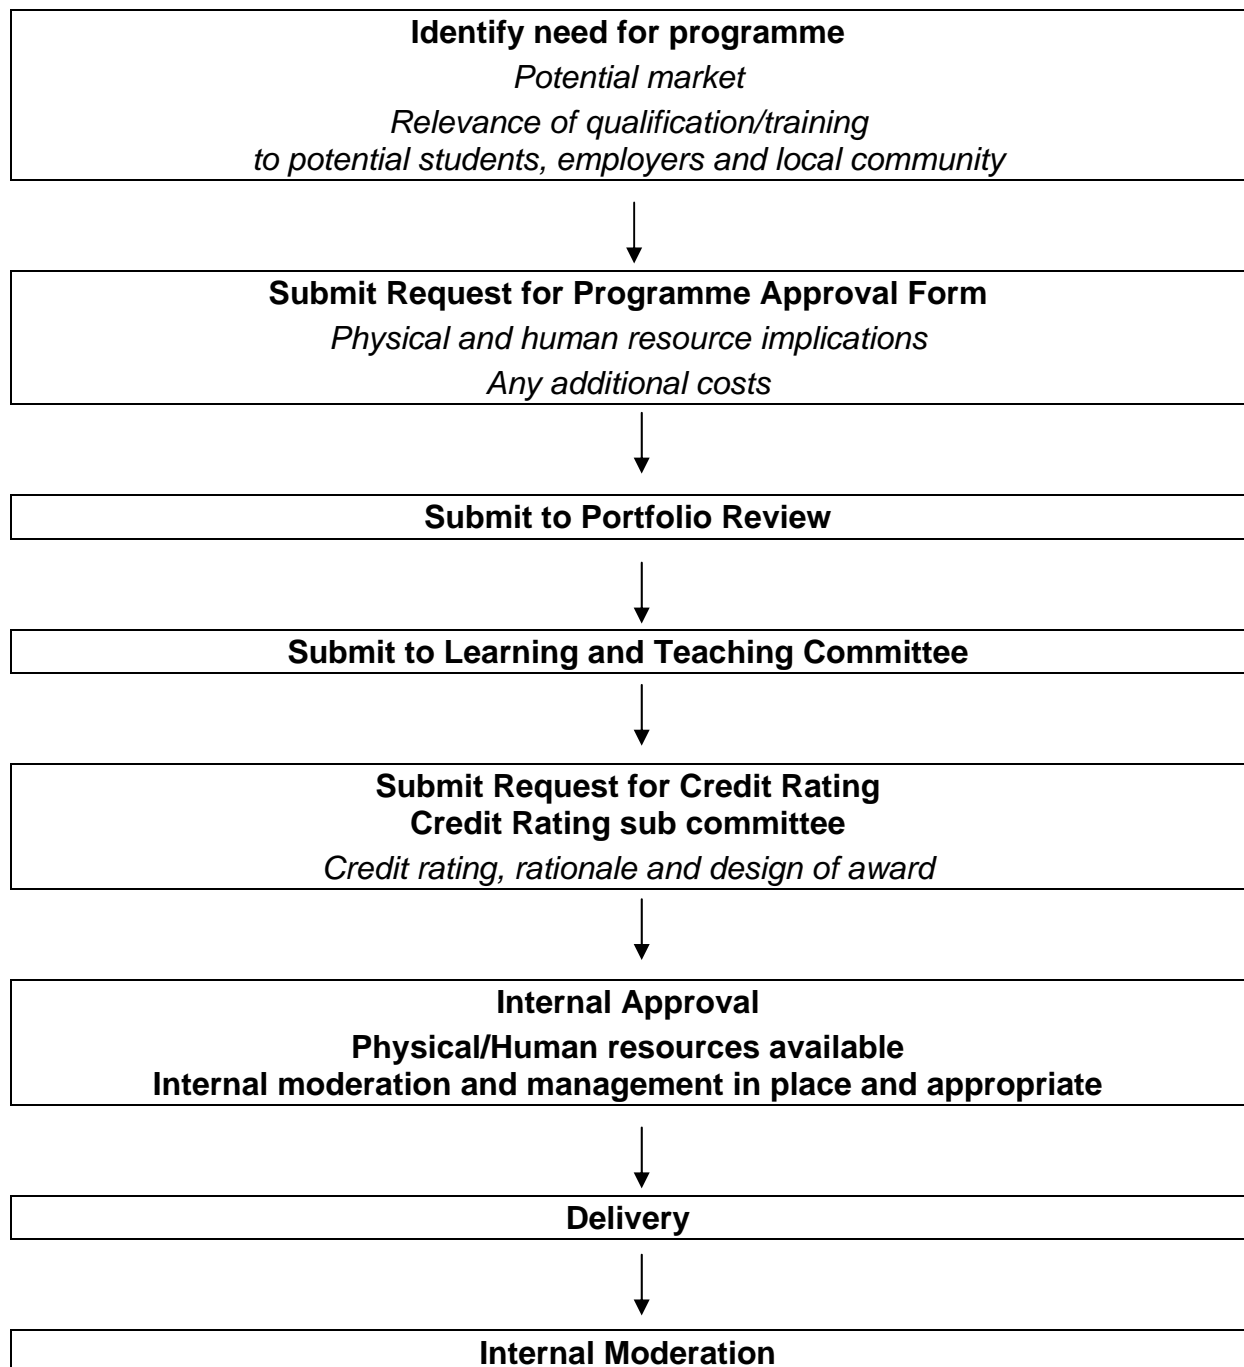 Identify need for programme
Potential market
Relevance of qualification/training
to potential students, employers and local community
Submit Request for Programme Approval Form
Physical and human resource implications
Any additional costs
Submit to Portfolio Review
Submit to Learning and Teaching Committee
Submit Request for Credit Rating
Credit Rating sub committee
Credit rating, rationale and design of award
Internal Approval
Physical/Human resources available
Internal moderation and management in place and appropriate
Delivery
Internal Moderation